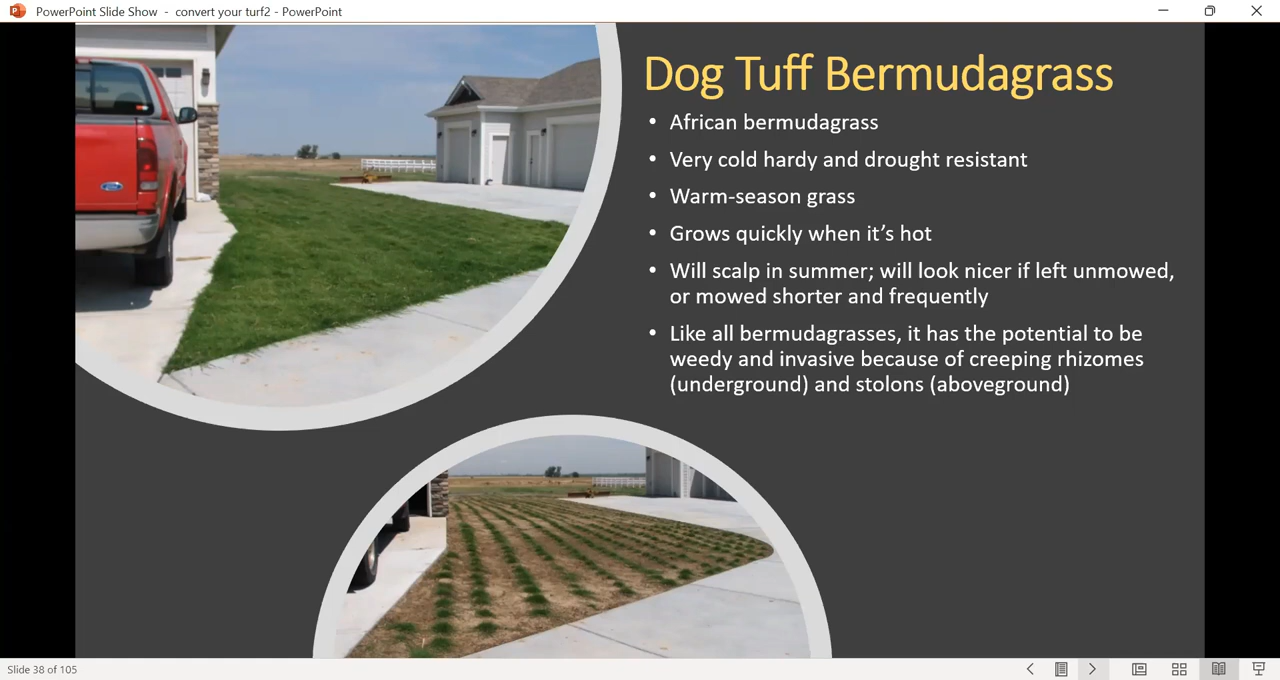 PowerPoint Slide Show - convert your turf2 - PowerPoint
Dog Tuff Bermudagrass
• African bermudagrass
• Very cold hardy and drought resistant
• Warm-season grass
• Grows quickly when it’s hot
• Will scalp in summer; will look nicer if left unmowed,
or mowed shorter and frequently
• Like all bermudagrasses, it has the potential to be
weedy and invasive because of creeping rhizomes
(underground) and stolons (aboveground)
Slide 38 of 105